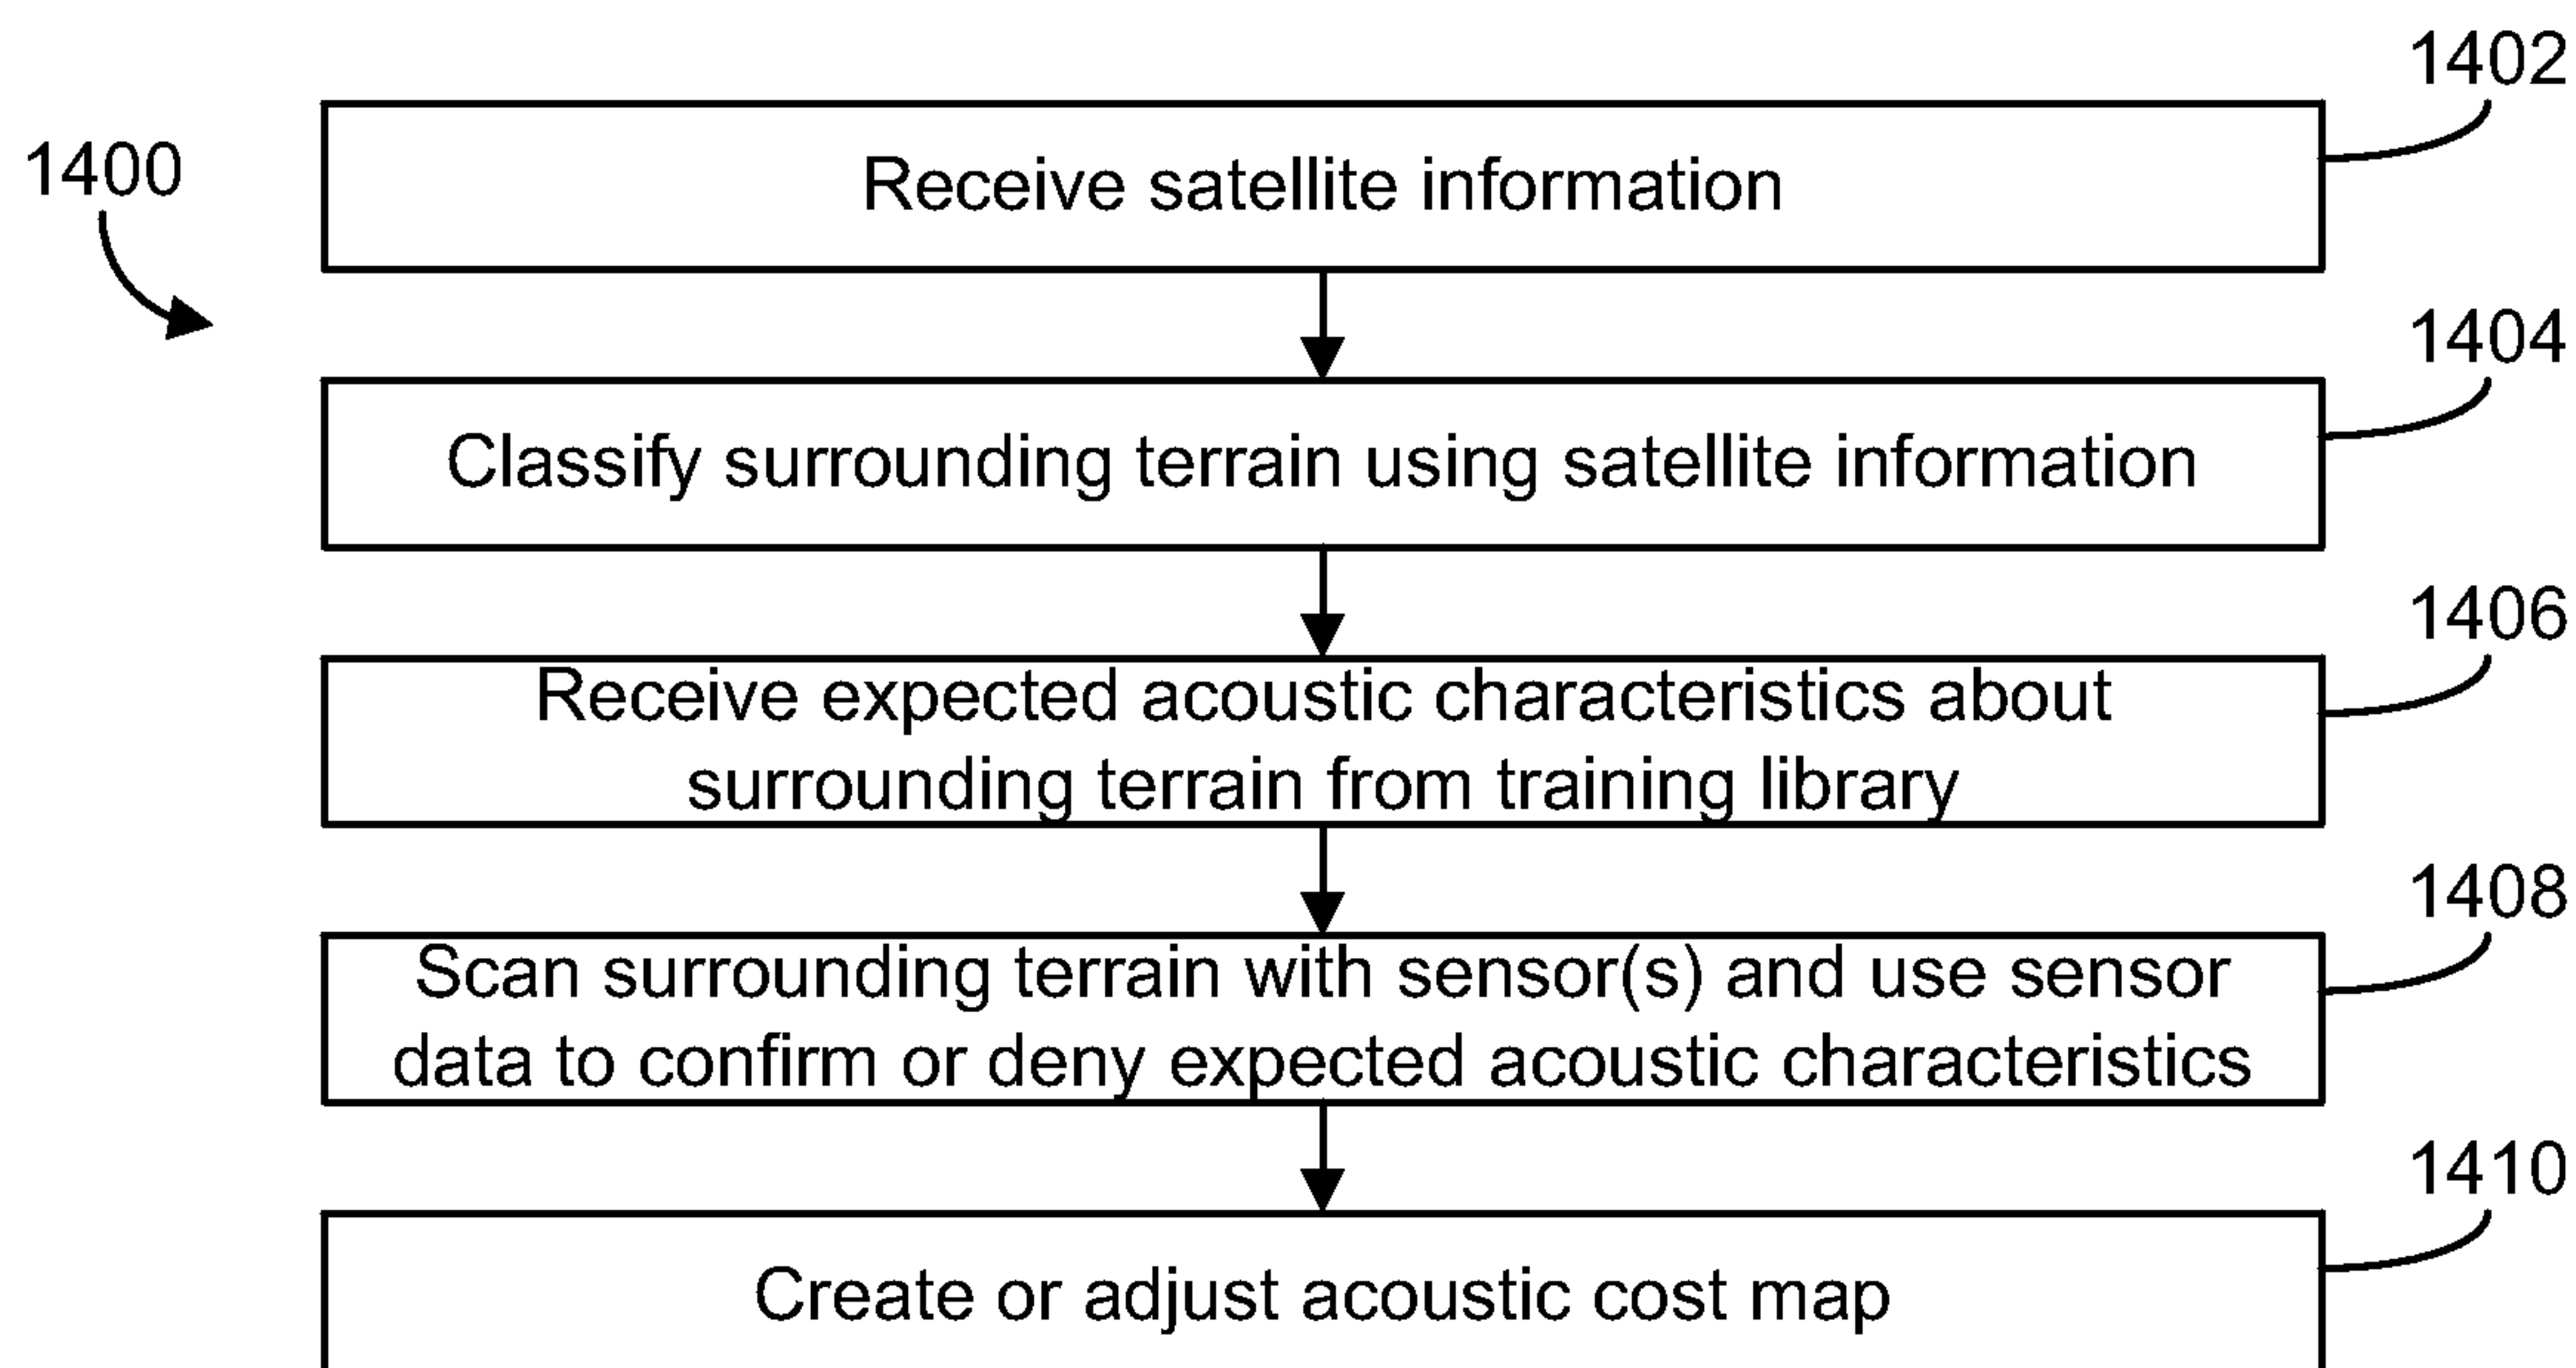 1402
1400
Receive satellite information
1404
Classify surrounding terrain using satellite information
1406
Receive expected acoustic characteristics about
surrounding terrain from training library
1408
Scan surrounding terrain with sensor(s) and use sensor
data to confirm or deny expected acoustic characteristics
1410
Create or adjust acoustic cost map